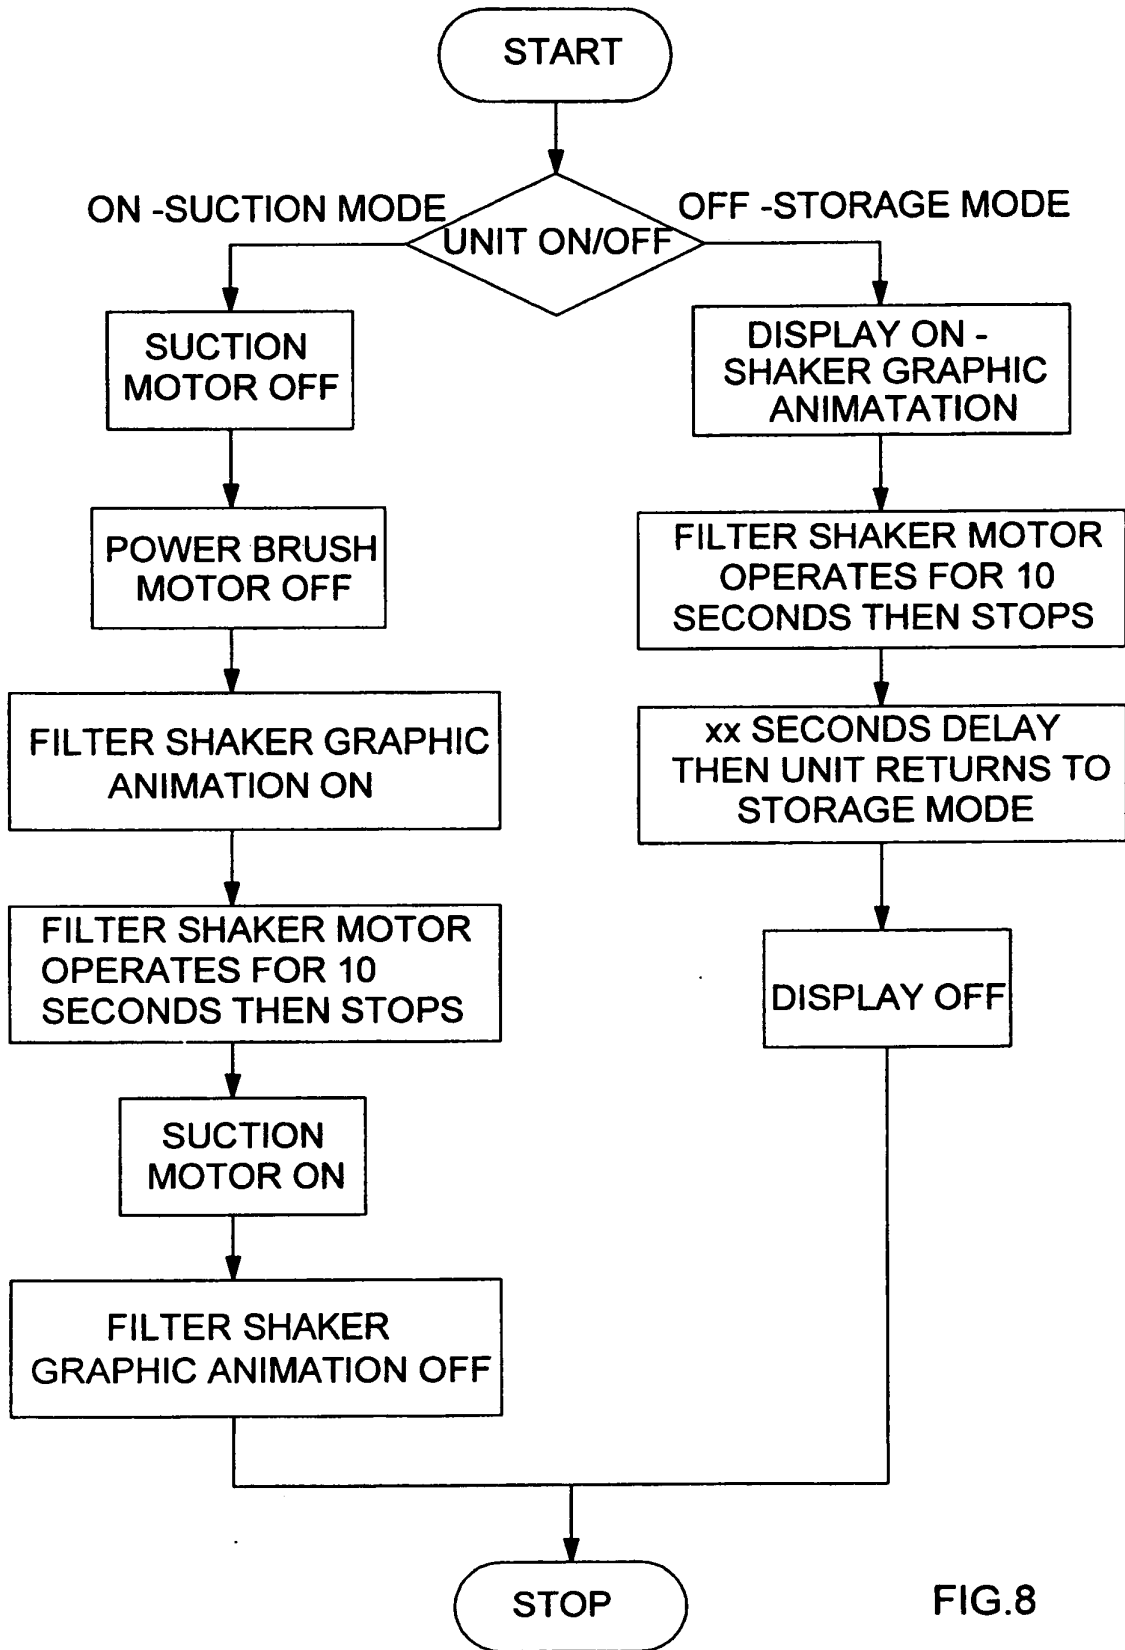 START
ON -SUCTION MODE
OFF -STORAGE MODE
UNIT ON/OFF
SUCTION
MOTOR OFF
POWER BRUSH
MOTOR OFF
FILTER SHAKER GRAPHIC
ANIMATION ON
FILTER SHAKER MOTOR
OPERATES FOR 10
SECONDS THEN STOPS
SUCTION
MOTOR ON
FILTER SHAKER
GRAPHIC ANIMATION OFF
DISPLAY ON -
SHAKER GRAPHIC
ANIMATATION
FILTER SHAKER MOTOR
OPERATES FOR 10
SECONDS THEN STOPS
xx SECONDS DELAY
THEN UNIT RETURNS TO
STORAGE MODE
DISPLAY OFF
STOP
FIG.8